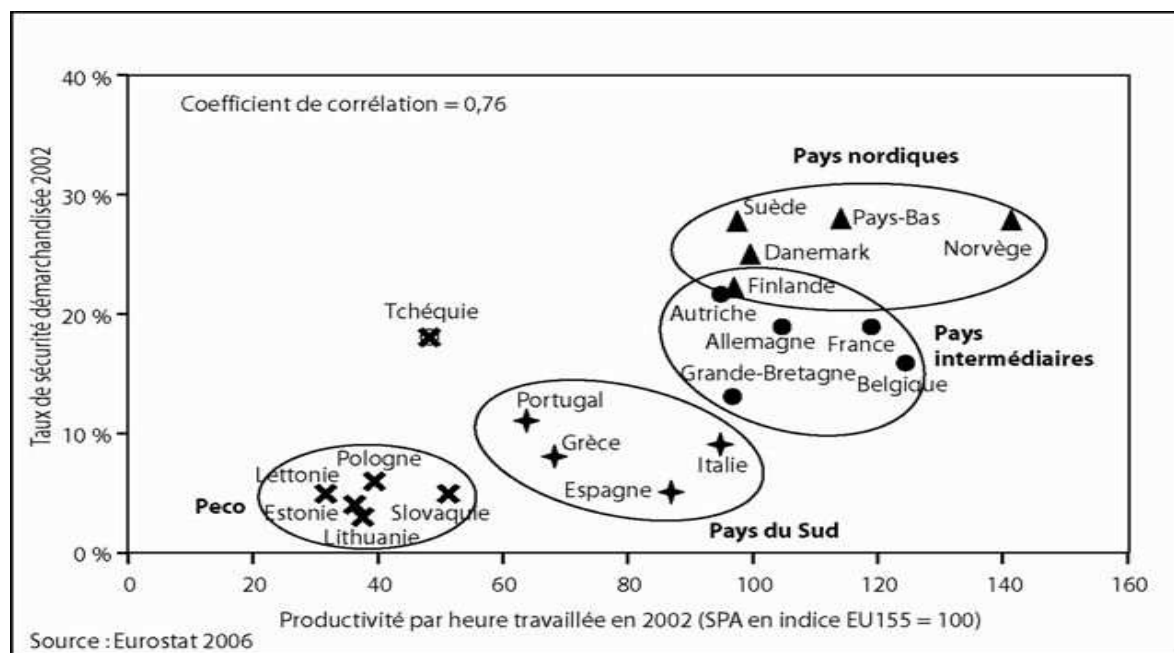 Taux de sécurité démarchandisée 2002
40 %
30 %
20 %
10 %
0 %
Coefficient de corrélation = 0,76
Pays nordiques
Suède
Pays-Bas
Danemark
Norvège
Finlande
Tchéquie
Autriche
Allemagne
France
Pays
intermédiaires
Grande-Bretagne
Belgique
Portugal
Grèce
Italie
Espagne
Pays du Sud
Pologne
Lettonie
Peco
Estonie
Slovaquie
Lithuanie
0 20 40 60 80 100 120 140 160
Productivité par heure travaillée en 2002 (SPA en indice EU155 = 100)
Source : Eurostat 2006